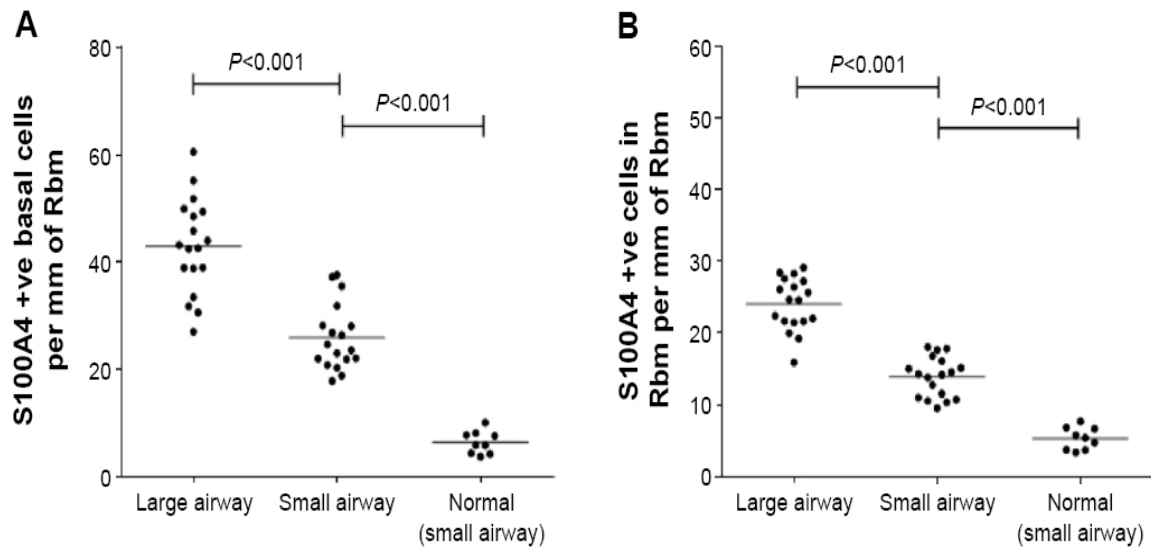 A
S100A4 +ve basal cells
per mm of Rbm
80
60
40
20
0
P<0.001
P<0.001
Large airway
Small airway
Normal
(small airway)
B
S100A4 +ve cells in
Rbm per mm of Rbm
60
50
40
30
20
10
0
P<0.001
P<0.001
Large airway
Small airway
Normal
(small airway)